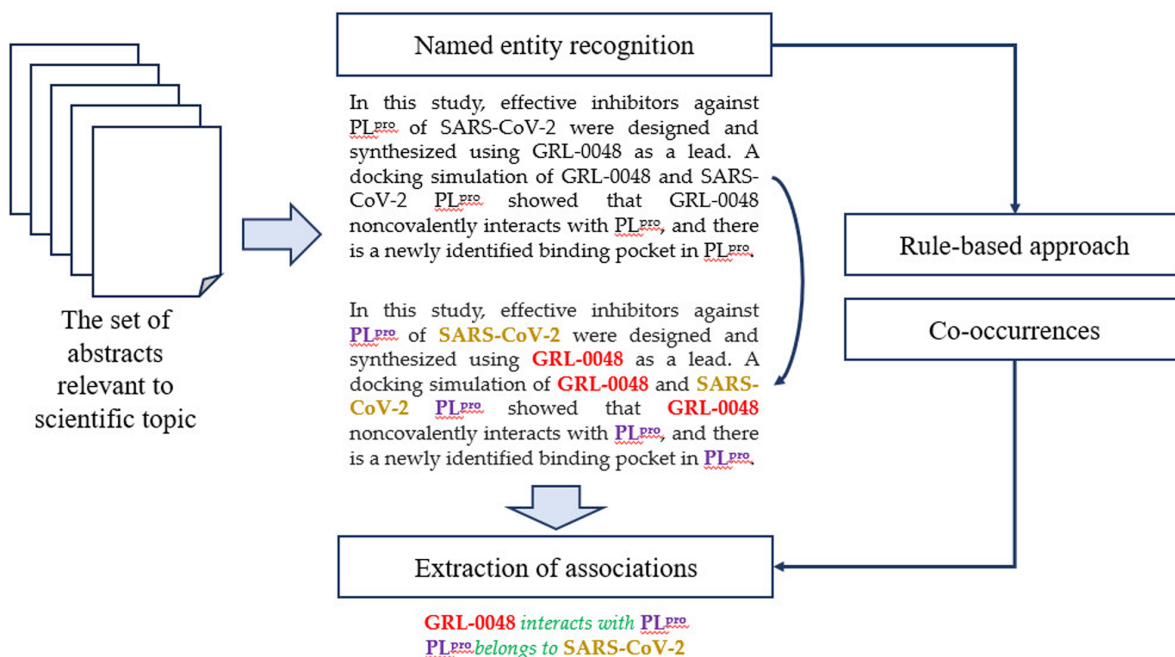 Named entity recognition
In this study, effective inhibitors against
PLpro of SARS-CoV-2 were designed and
synthesized using GRL-0048 as a lead. A
docking simulation of GRL-0048 and SARS-
CoV-2 PLpro showed that GRL-0048
noncovalently interacts with PLpro, and there
is a newly identified binding pocket in PLpro.
The set of
abstracts
relevant to
scientific topic
Rule-based approach
Co-occurrences
In this study, effective inhibitors against
PLpro of SARS-CoV-2 were designed and
synthesized using GRL-0048 as a lead. A
docking simulation of GRL-0048 and SARS-
CoV-2 PLpro showed that GRL-0048
noncovalently interacts with PLpro, and there
is a newly identified binding pocket in PLpro.
Extraction of associations
GRL-0048 interacts with PLpro
PLpro belongs to SARS-CoV-2